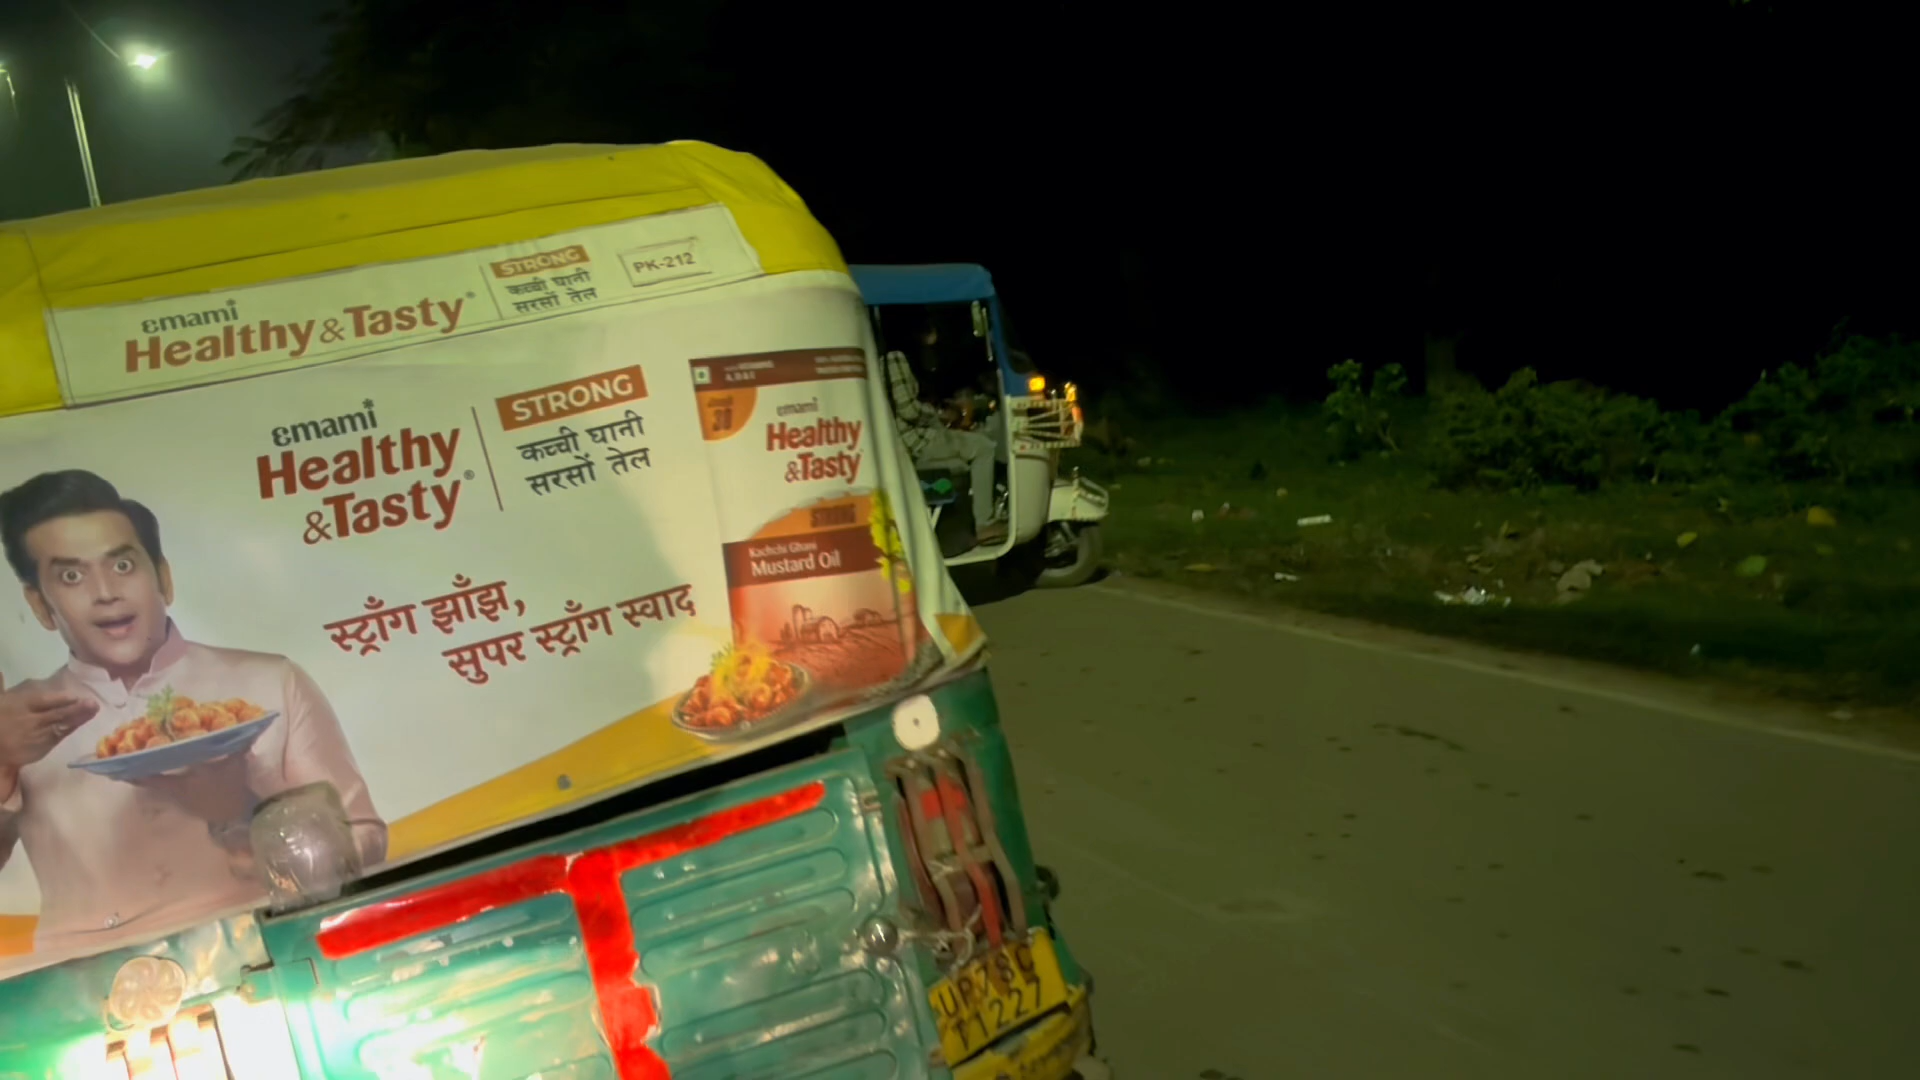 emami
Healthy & Tasty
STRONG
कच्ची घानी
सरसों तेल
PK-212
emami
Healthy
&Tasty
STRONG
कच्ची घानी
सरसों तेल
स्ट्रॉंग झाँझ,
सुपर स्ट्रॉंग स्वाद
emami
Healthy
&Tasty
STRONG
Kachchi Ghani
Mustard Oil
UP78C
T1227